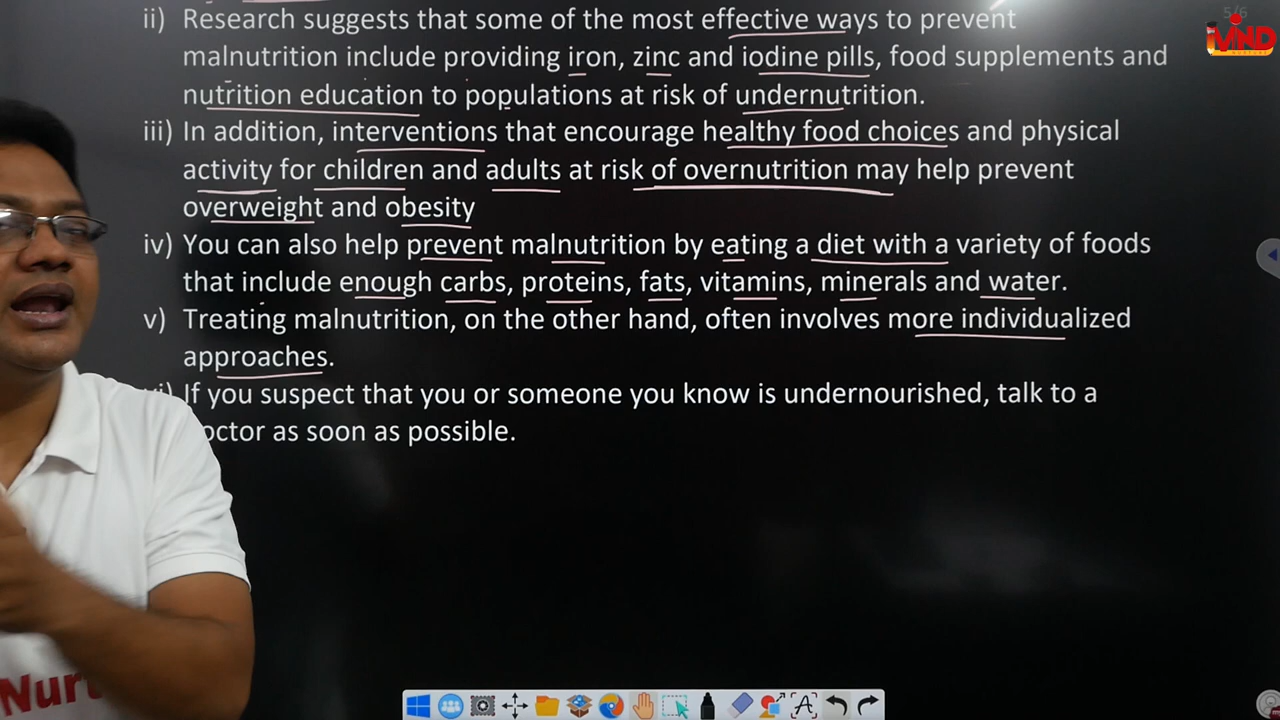 5/6
ii) Research suggests that some of the most effective ways to prevent
malnutrition include providing iron, zinc and iodine pills, food supplements and
nutrition education to populations at risk of undernutrition.
iii) In addition, interventions that encourage healthy food choices and physical
activity for children and adults at risk of overnutrition may help prevent
overweight and obesity
iv) You can also help prevent malnutrition by eating a diet with a variety of foods
that include enough carbs, proteins, fats, vitamins, minerals and water.
v) Treating malnutrition, on the other hand, often involves more individualized
approaches.
vi) If you suspect that you or someone you know is undernourished, talk to a
octor as soon as possible.
Nur